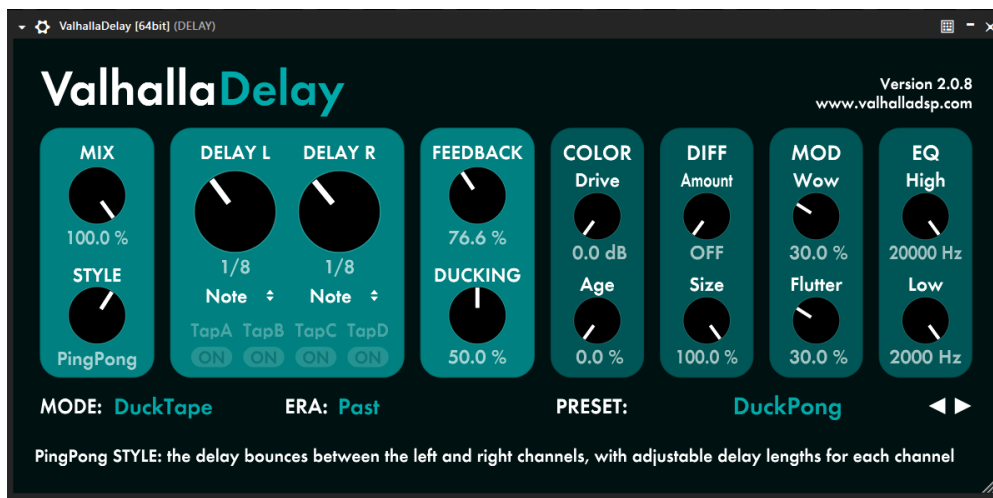 ValhallaDelay [64bit] (DELAY)
ValhallaDelay
Version 2.0.8
www.valhalladsp.com
MIX
100.0 %
STYLE
PingPong
DELAY L DELAY R
1/8 1/8
Note Note
TapA TapB TapC TapD
ON ON ON ON
FEEDBACK
76.6 %
DUCKING
50.0 %
COLOR
Drive
0.0 dB
Age
0.0 %
DIFF
Amount
OFF
Size
100.0 %
MOD
Wow
30.0 %
Flutter
30.0 %
EQ
High
20000 Hz
Low
2000 Hz
MODE: DuckTape ERA: Past PRESET: DuckPong
PingPong STYLE: the delay bounces between the left and right channels, with adjustable delay lengths for each channel